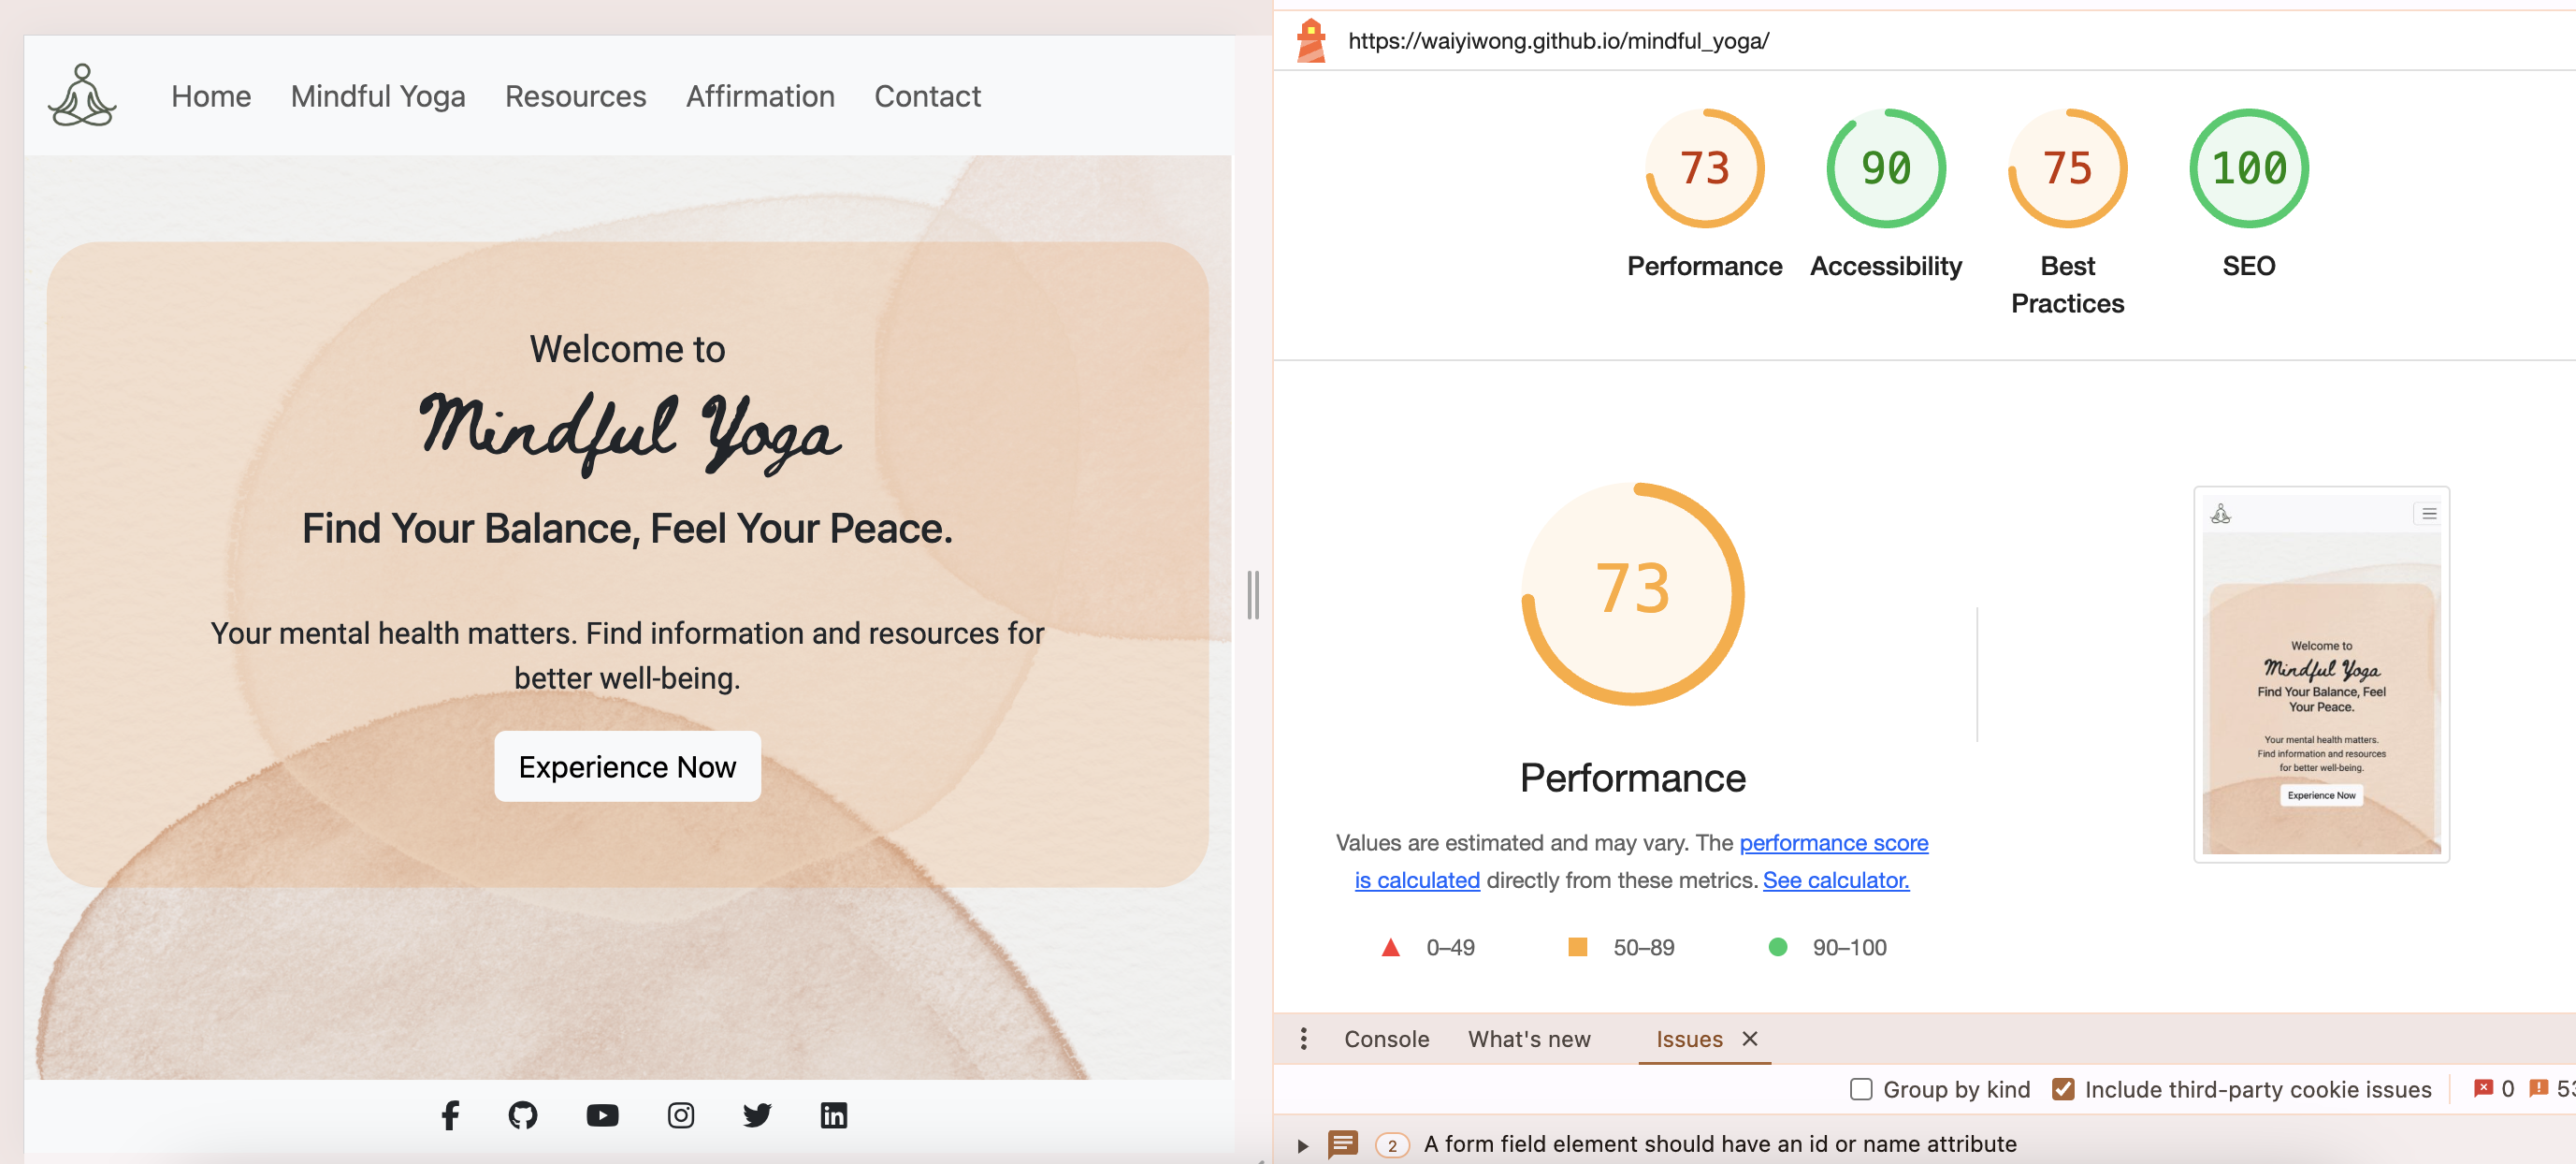 Home Mindful Yoga Resources Affirmation Contact
Welcome to
Mindful Yoga
Find Your Balance, Feel Your Peace.
Your mental health matters. Find information and resources for
better well-being.
Experience Now
https://waiyiwong.github.io/mindful_yoga/
73 90 75 100
Performance Accessibility Best
Practices SEO
73
Performance
Values are estimated and may vary. The performance score
is calculated directly from these metrics. See calculator.
0–49 50–89 90–100
Welcome to
Mindful Yoga
Find Your Balance, Feel
Your Peace.
Your mental health matters.
Find information and resources
for better well-being.
Experience Now
Console What's new Issues
Group by kind Include third-party cookie issues 0
2 A form field element should have an id or name attribute